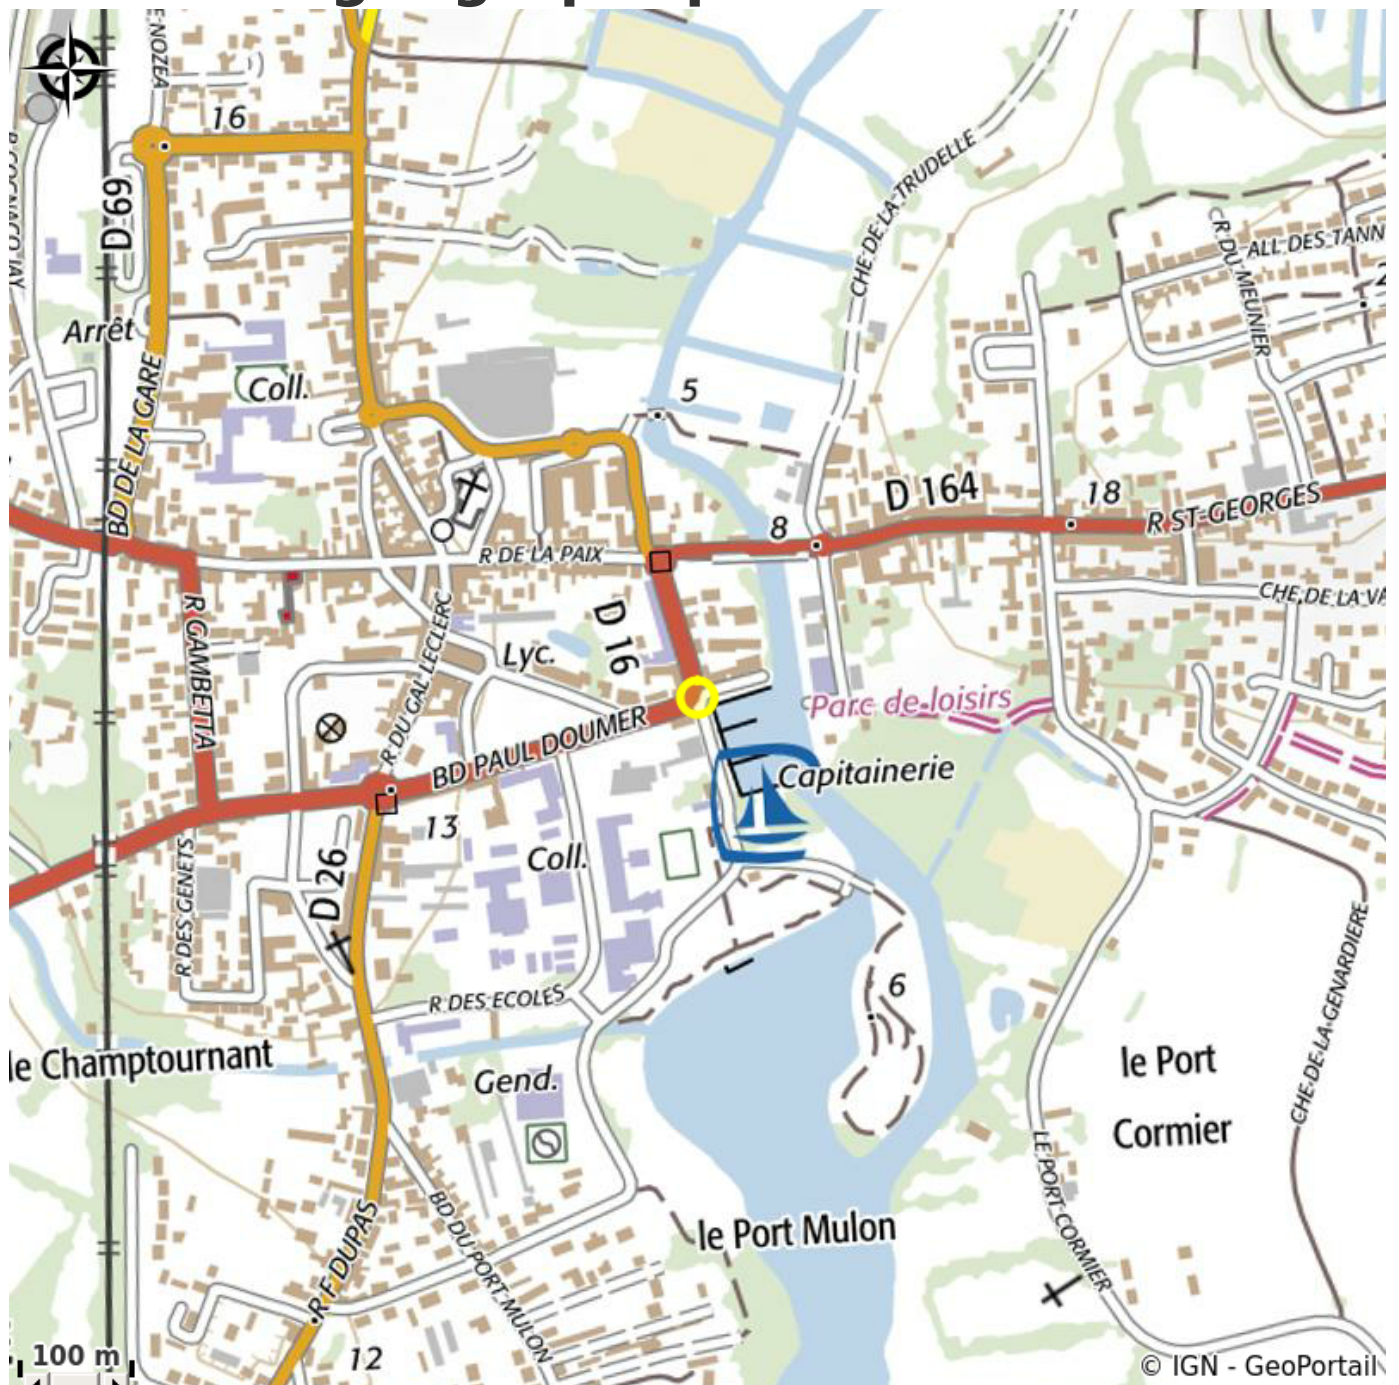 16
D 69
CHE DE LA TRUDELLE
ALL DES TANN
R DU MEUNIER
Arrêt
Coll.
5
BD DE LA GARE
D 164
18
R ST-GEORGES
8
R DE LA PAIX
CHE DE LA VA
R GAMBETTA
R DU GAL LECLERC
D 16
Lyc.
Parc de loisirs
BD PAUL DOUMER
Capitainerie
13
Coll.
R DES GENETS
D 26
R DES ECOLES
6
CHE DE LA GENARDIERE
le Champtournant
Gend.
le Port
Cormier
LE PORT CORMIER
le Port Mulon
R F DUPAS
BD DU PORT MULON
12
100 m
© IGN - GeoPortail